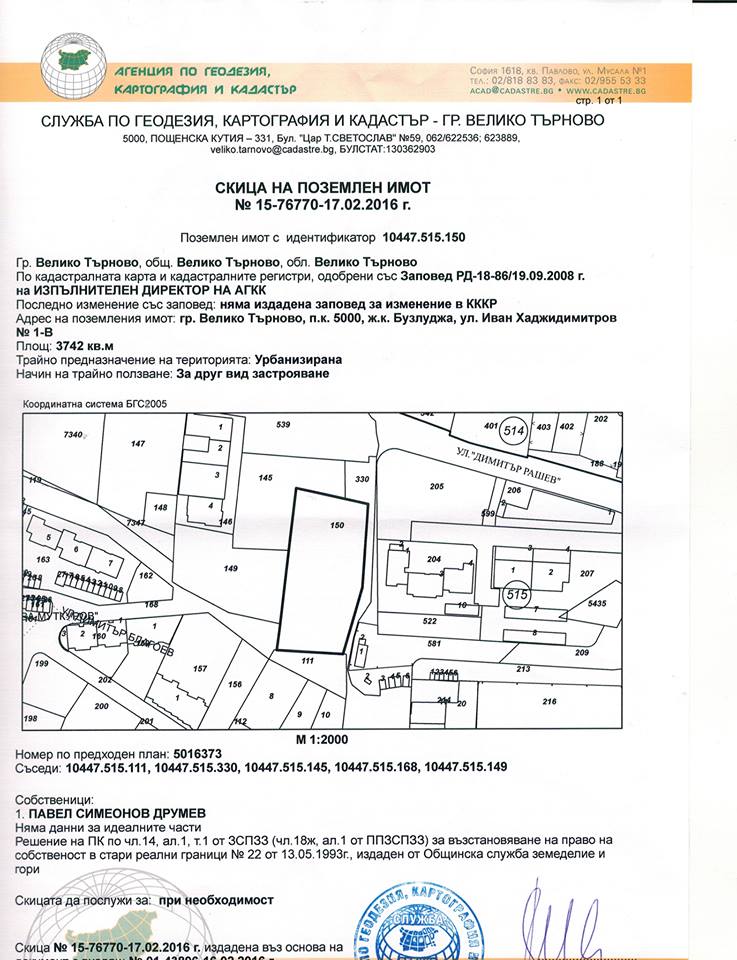 АГЕНЦИЯ ПО ГЕОДЕЗИЯ,
КАРТОГРАФИЯ И КАДАСТЪР
София 1618, кв. Павлово, ул. Мусала №1
тел.: 02/818 83 83, факс: 02/955 55 33
ACAD@CADASTRE.BG • WWW.CADASTRE.BG
стр. 1 от 1
СЛУЖБА ПО ГЕОДЕЗИЯ, КАРТОГРАФИЯ И КАДАСТЪР - ГР. ВЕЛИКО ТЪРНОВО
5000, ПОЩЕНСКА КУТИЯ – 331, Бул. "Цар Т.СВЕТОСЛАВ" №59, 062/622536; 623889,
veliko.tarnovo@cadastre.bg, БУЛСТАТ:130362903
СКИЦА НА ПОЗЕМЛЕН ИМОТ
№ 15-76770-17.02.2016 г.
Поземлен имот с идентификатор 10447.515.150
Гр. Велико Търново, общ. Велико Търново, обл. Велико Търново
По кадастралната карта и кадастралните регистри, одобрени със Заповед РД-18-86/19.09.2008 г.
на ИЗПЪЛНИТЕЛЕН ДИРЕКТОР НА АГКК
Последно изменение със заповед: няма издадена заповед за изменение в КККР
Адрес на поземления имот: гр. Велико Търново, п.к. 5000, ж.к. Бузлуджа, ул. Иван Хаджидимитров
№ 1-В
Площ: 3742 кв.м
Трайно предназначение на територията: Урбанизирана
Начин на трайно ползване: За друг вид застрояване
Координатна система БГС2005
7340 147 1 539 401 514 403 402 202
2
УЛ."ДИМИТЪР РАШЕВ" 188 19
3 145 330 205 206
119 148 4 146 150 599 1
7347
5 6 7 163 162 149 204 1 2 207
515
168 10 7 5435
522 8
ДИМИТЪР БЛАГОЕВ"
3 2 160 1 581 209
199 202 157 111 213
200 156 8 216
198 201 1 112 9 10 20
М 1:2000
Номер по предходен план: 5016373
Съседи: 10447.515.111, 10447.515.330, 10447.515.145, 10447.515.168, 10447.515.149
Собственици:
1. ПАВЕЛ СИМЕОНОВ ДРУМЕВ
Няма данни за идеалните части
Решение на ПК по чл.14, ал.1, т.1 от ЗСПЗЗ (чл.18ж, ал.1 от ППЗСПЗЗ) за възстановяване на право на
собственост в стари реални граници № 22 от 13.05.1993г., издаден от Общинска служба земеделие и
гори
Скицата да послужи за: при необходимост
ПО ГЕОДЕЗИЯ, КАРТОГРАФИЯ
СЛУЖБА
Скица № 15-76770-17.02.2016 г. издадена въз основа на